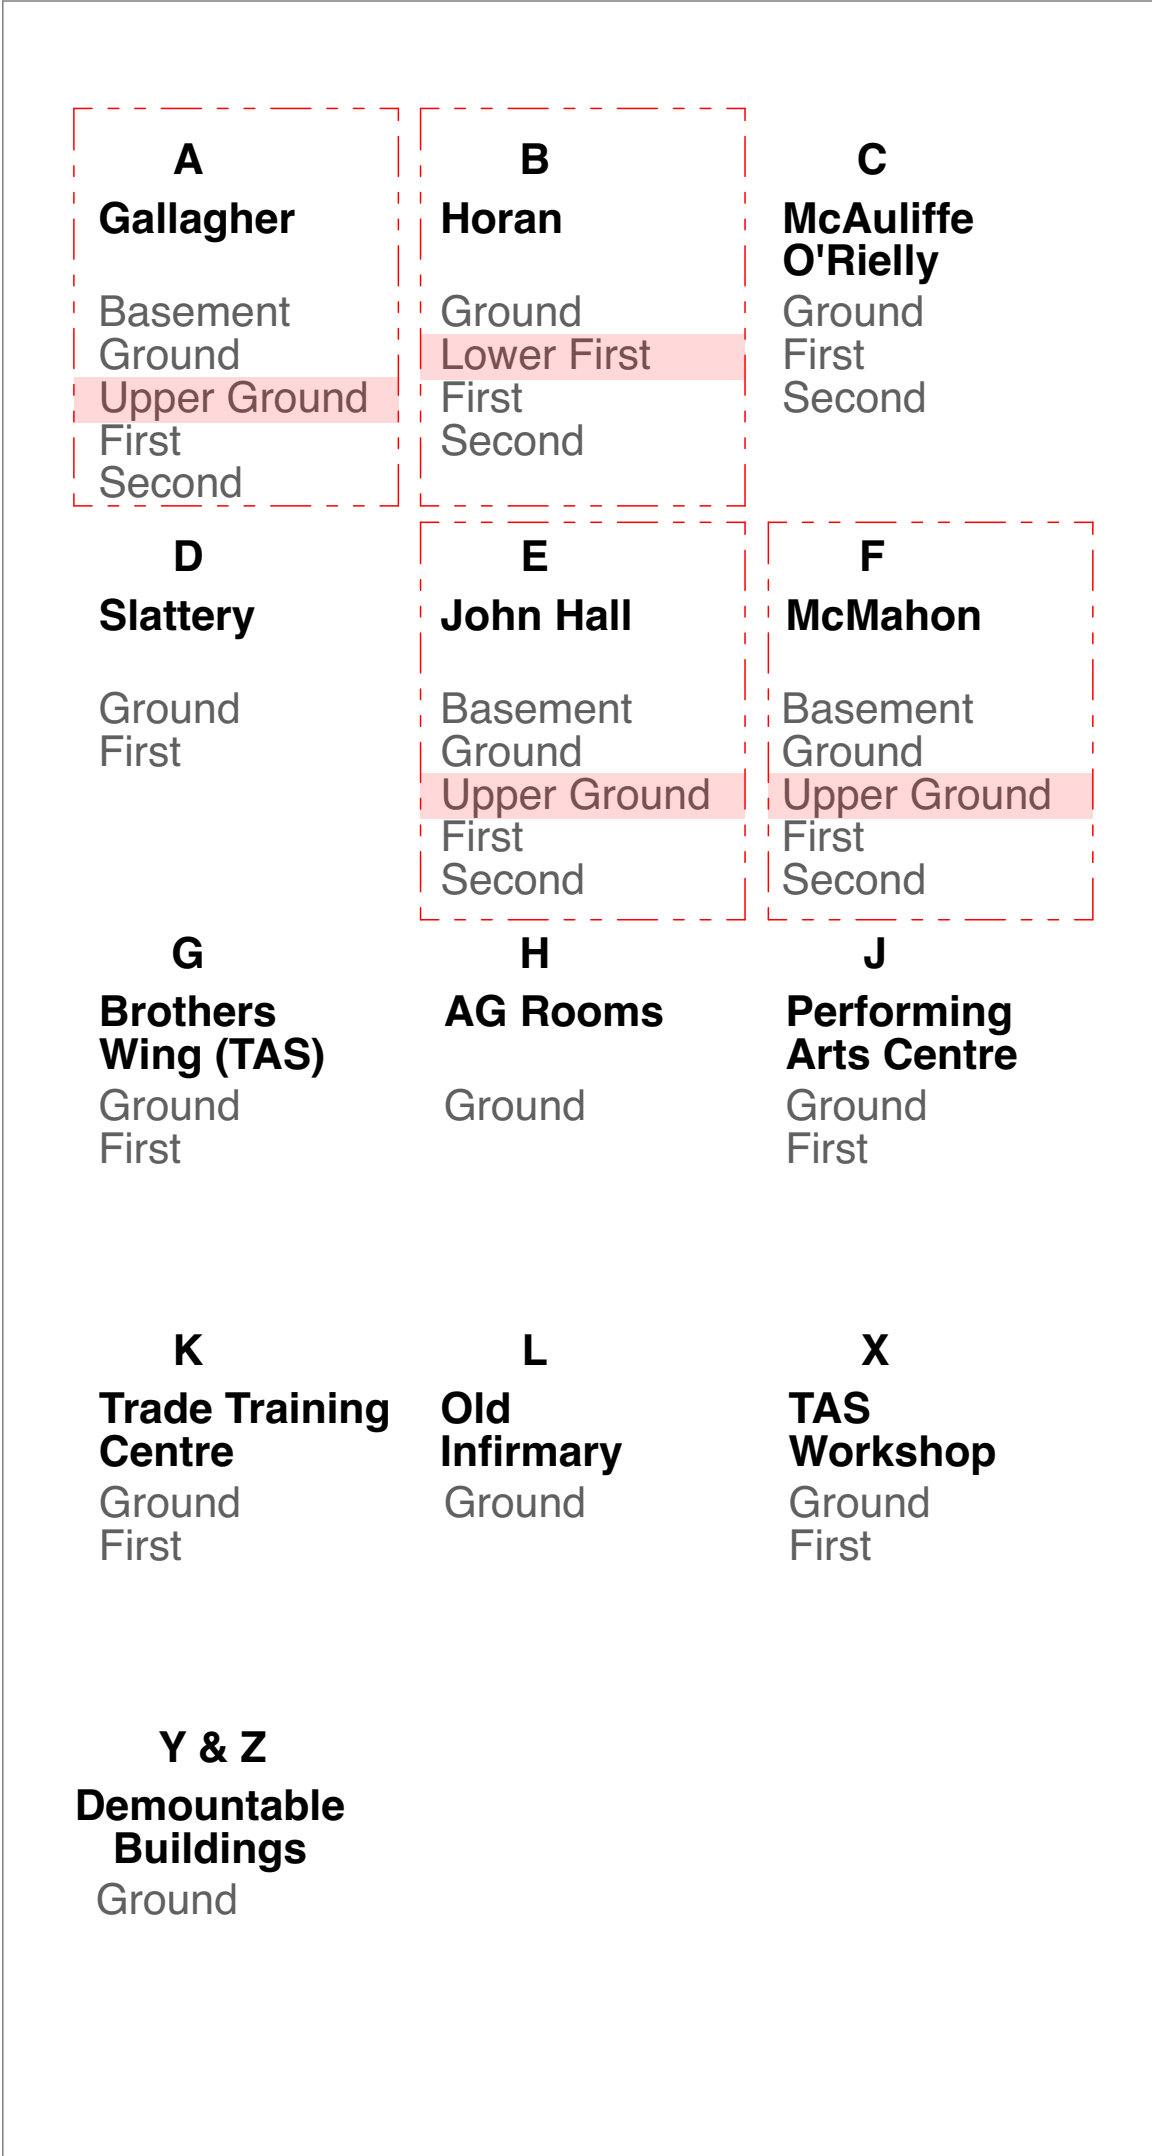 A
Gallagher
Basement
Ground
Upper Ground
First
Second
B
Horan
Ground
Lower First
First
Second
C
McAuliffe
O'Rielly
Ground
First
Second
D
Slattery
Ground
First
E
John Hall
Basement
Ground
Upper Ground
First
Second
F
McMahon
Basement
Ground
Upper Ground
First
Second
G
Brothers
Wing (TAS)
Ground
First
H
AG Rooms
Ground
J
Performing
Arts Centre
Ground
First
K
Trade Training
Centre
Ground
First
L
Old
Infirmary
Ground
X
TAS
Workshop
Ground
First
Y & Z
Demountable
Buildings
Ground